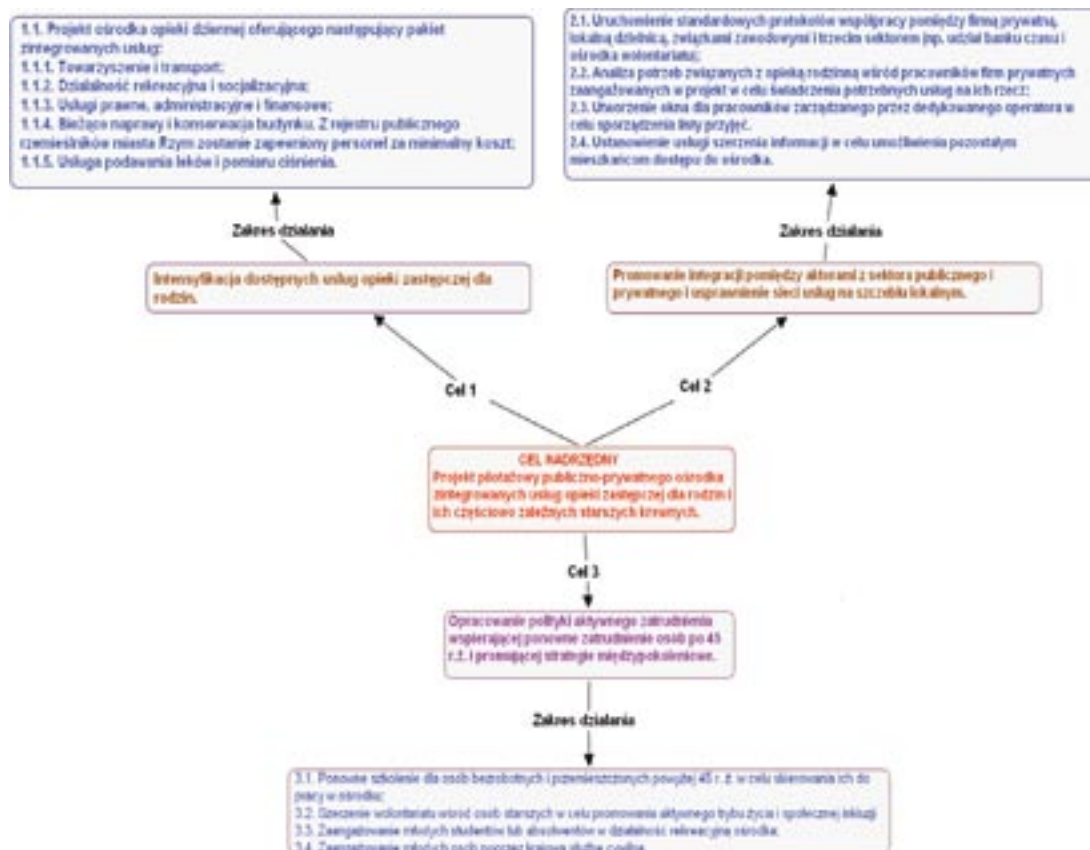 1.1. Projekt ośrodka opieki dziennej oferującego następujący pakiet
zintegrowanych usług:
1.1.1. Towarzyszenie i transport;
1.1.2. Działalność rekreacyjna i socjalizacyjna;
1.1.3. Usługi prawne, administracyjne i finansowe;
1.1.4. Bieżące naprawy i konserwacja budynku. Z rejestru publicznego
rzemieślników miasta Rzym zostanie zapewniony personel za minimalny koszt;
1.1.5. Usługa podawania leków i pomiaru ciśnienia.
2.1. Uruchomienie standardowych protokołów współpracy pomiędzy firmą prywatną,
lokalną dzielnicą, związkami zawodowymi i trzecim sektorem (np. udział banku czasu i
ośrodka wolontariatu);
2.2. Analiza potrzeb związanych z opieką rodzinną wśród pracowników firm prywatnych
zaangażowanych w projekt w celu świadczenia potrzebnych usług na ich rzecz;
2.3. Utworzenie okna dla pracowników zarządzanego przez dedykowanego operatora w
celu sporządzenia listy przyjęć.
2.4. Ustanowienie usługi szerzenia informacji w celu umożliwienia pozostałym
mieszkańcom dostępu do ośrodka.
Zakres działania
Zakres działania
Intensyfikacja dostępnych usług opieki zastępczej dla
rodzin.
Promowanie integracji pomiędzy aktorami z sektora publicznego i
prywatnego i usprawnienie sieci usług na szczeblu lokalnym.
Cel 1
Cel 2
CEL NADRZĘDNY
Projekt pilotażowy publiczno-prywatnego ośrodka
zintegrowanych usług opieki zastępczej dla rodzin i
ich częściowo zależnych starszych krewnych.
Cel 3
Opracowanie polityki aktywnego zatrudnienia
wspierającej ponowne zatrudnienie osób po 45
r.ż. i promującej strategie międzypokoleniowe.
Zakres działania
3.1. Ponowne szkolenie dla osób bezrobotnych i przemieszczonych powyżej 45 r. ż. w celu skierowania ich do
pracy w ośrodku;
3.2. Szerzenie wolontariatu wśród osób starszych w celu promowania aktywnego trybu życia i społecznej inkluzji
3.3. Zaangażowanie młodych studentów lub absolwentów w działalność rekreacyjną ośrodka;
3.4. Zaangażowanie młodych osób poprzez krajową służbę cywilną